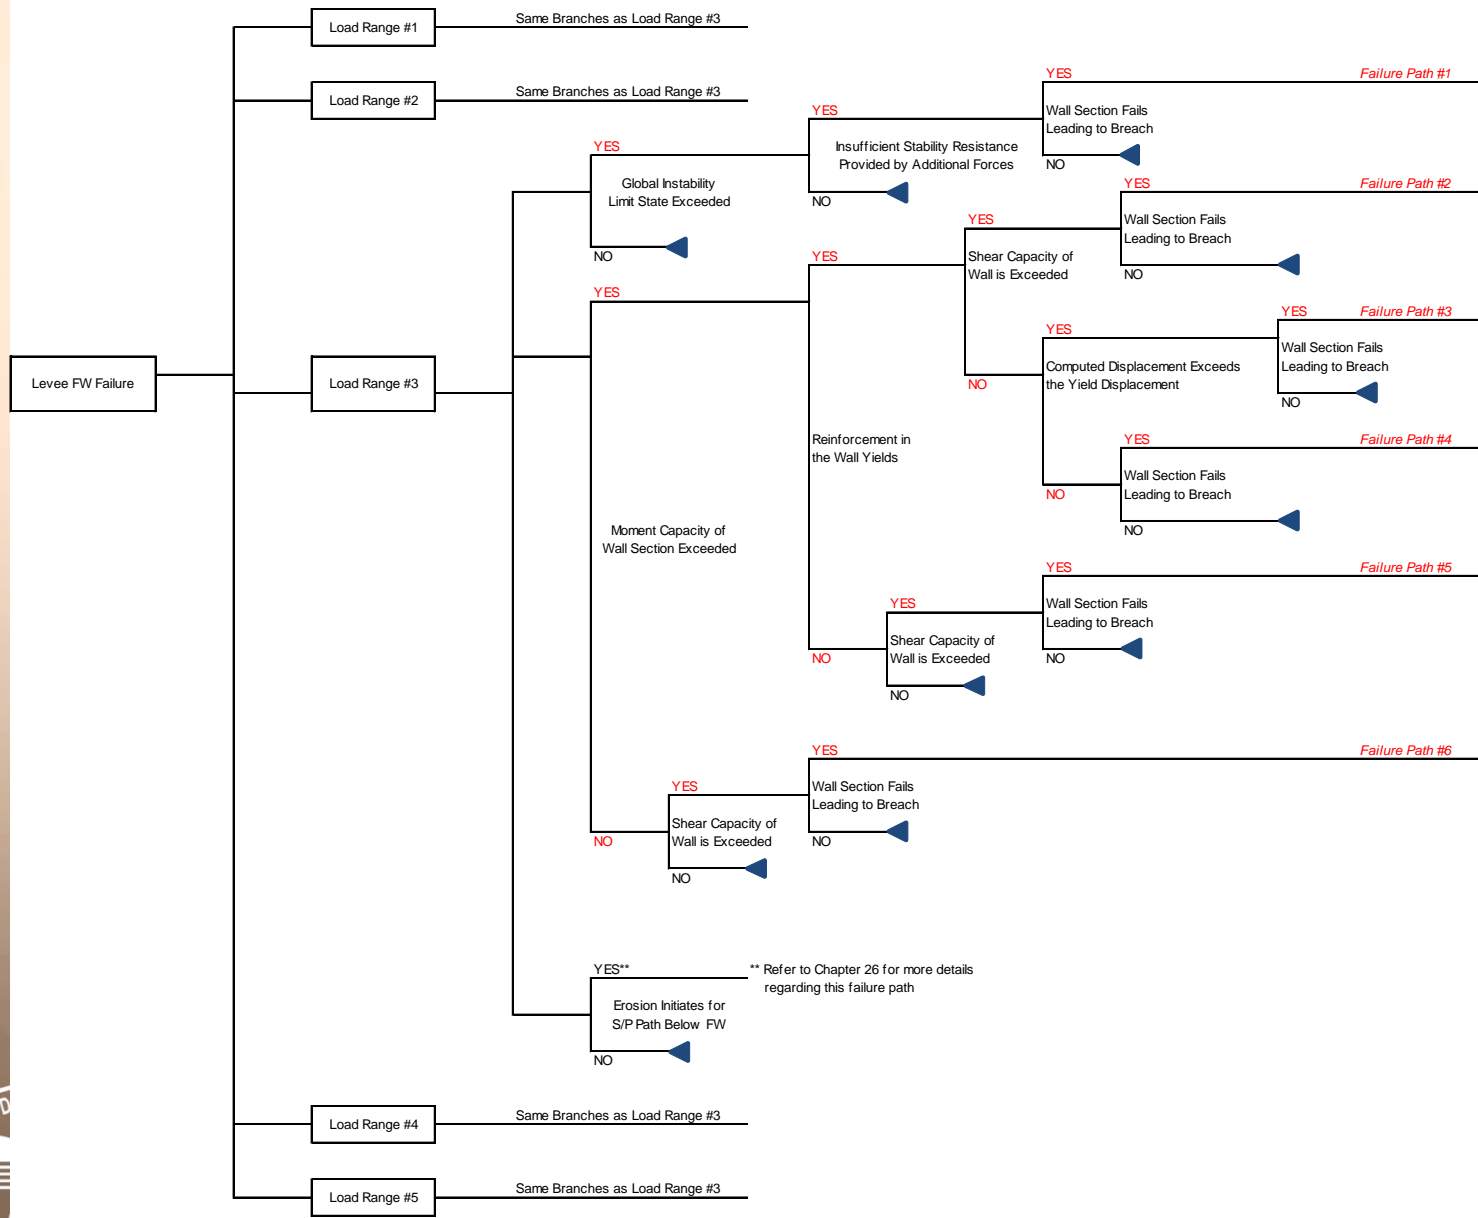 Load Range #1
Same Branches as Load Range #3
Load Range #2
Same Branches as Load Range #3
YES
Failure Path #1
Wall Section Fails
Leading to Breach
NO
YES
Insufficient Stability Resistance
Provided by Additional Forces
NO
YES
Global Instability
Limit State Exceeded
NO
YES
Failure Path #2
Wall Section Fails
Leading to Breach
NO
YES
Shear Capacity of
Wall is Exceeded
NO
YES
Reinforcement in
the Wall Yields
NO
YES
Moment Capacity of
Wall Section Exceeded
NO
YES
Failure Path #3
Wall Section Fails
Leading to Breach
NO
YES
Computed Displacement Exceeds
the Yield Displacement
NO
YES
Failure Path #4
Wall Section Fails
Leading to Breach
NO
Levee FW Failure
Load Range #3
YES
Failure Path #5
Wall Section Fails
Leading to Breach
NO
YES
Shear Capacity of
Wall is Exceeded
NO
YES
Failure Path #6
Wall Section Fails
Leading to Breach
NO
YES
Shear Capacity of
Wall is Exceeded
NO
YES**
** Refer to Chapter 26 for more details
regarding this failure path
Erosion Initiates for
S/P Path Below FW
NO
Load Range #4
Same Branches as Load Range #3
Load Range #5
Same Branches as Load Range #3